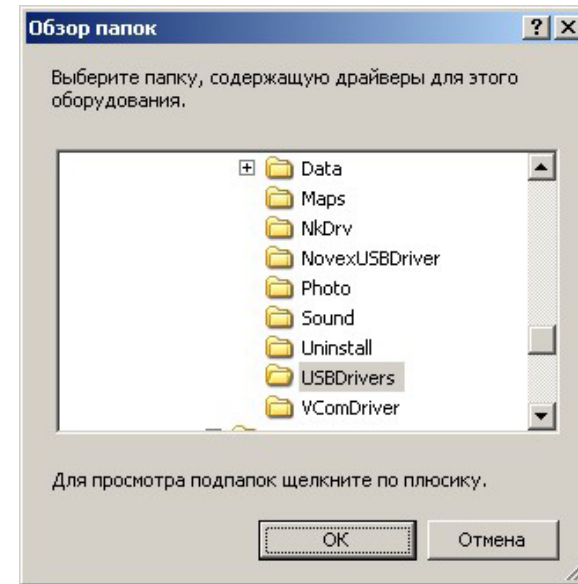 Обзор папок
Выберите папку, содержащую драйверы для этого
оборудования.
Data
Maps
NkDrv
NovexUSBDriver
Photo
Sound
Uninstall
USBDrivers
VComDriver
Для просмотра подпапок щелкните по плюсику.
ОК
Отмена